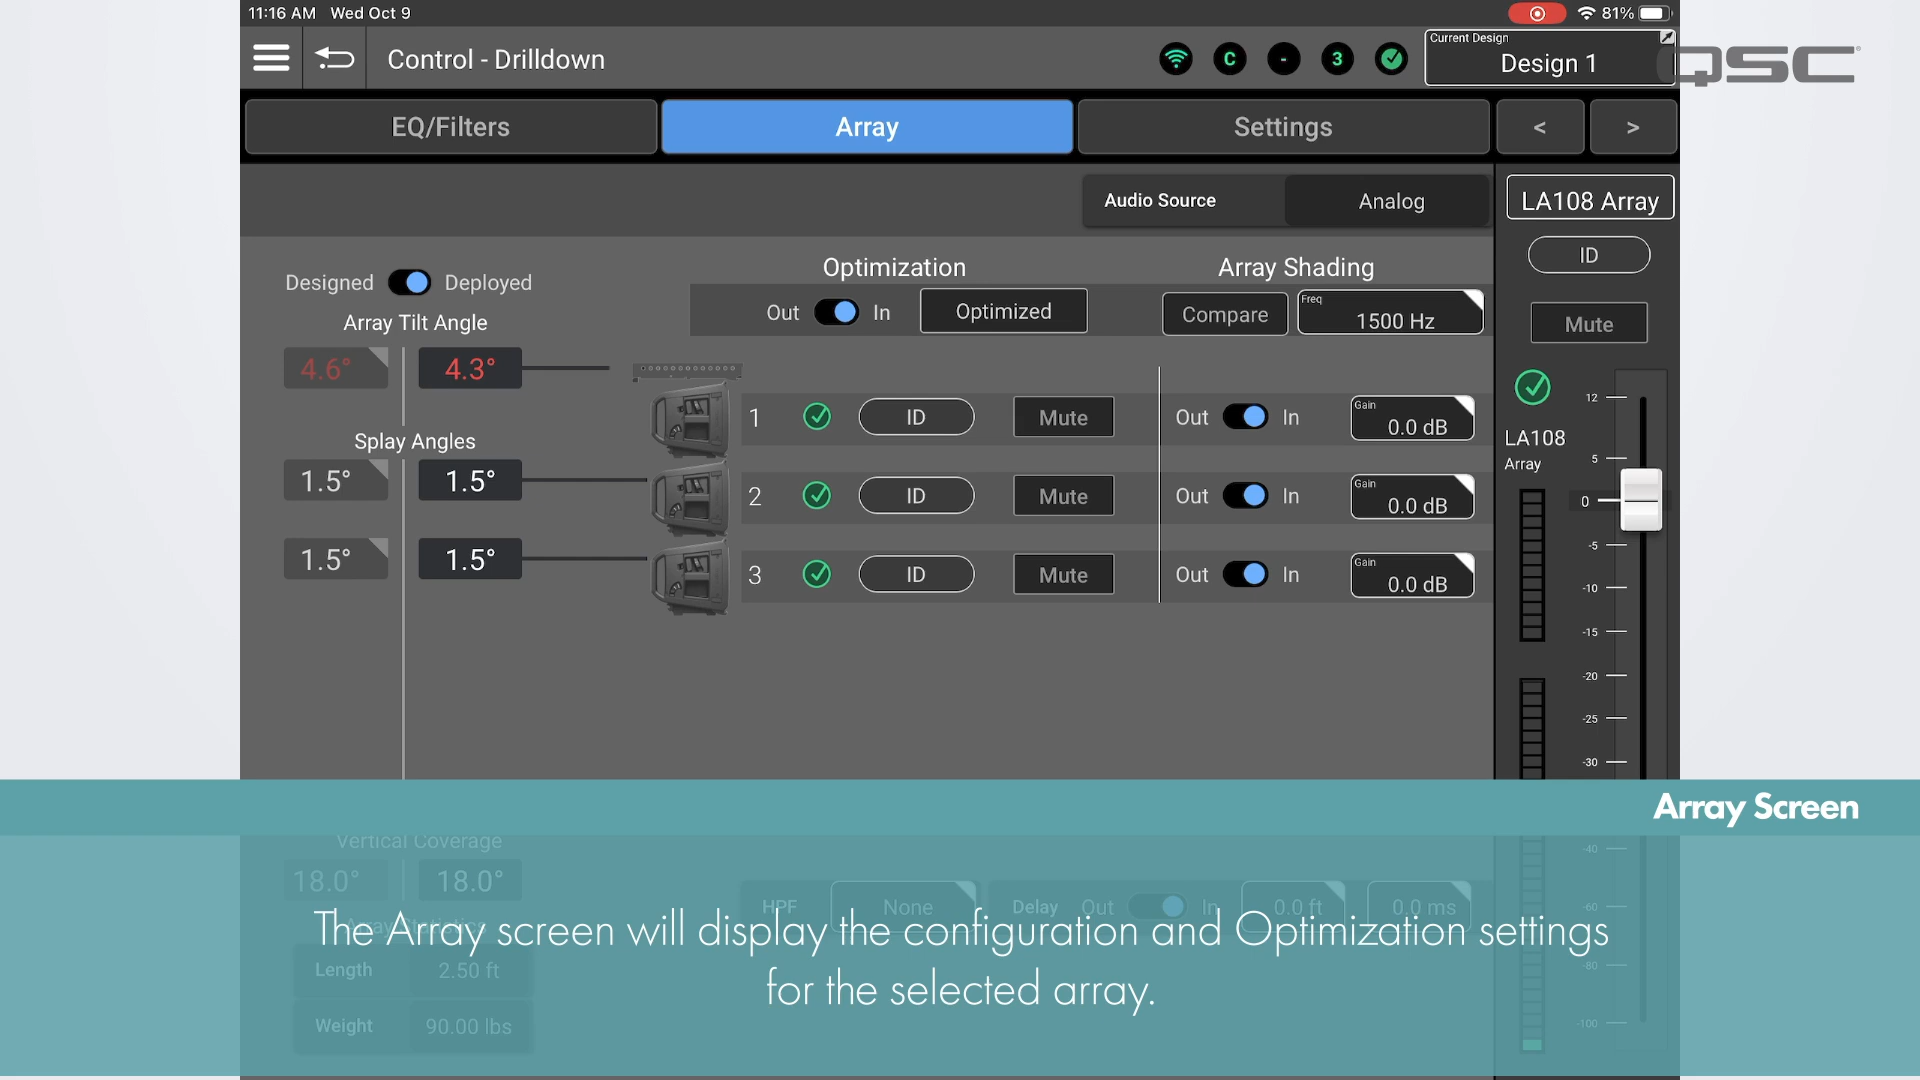 11:16 AM Wed Oct 9
81%
Control - Drilldown
C
-
3
Current Design
Design 1
QSC
EQ/Filters
Array
Settings
<
>
Audio Source
Analog
LA108 Array
ID
Mute
Designed
Deployed
Optimization
Out
In
Optimized
Array Shading
Compare
Freq
1500 Hz
Array Tilt Angle
4.6°
4.3°
Splay Angles
1.5°
1.5°
1.5°
1.5°
1
ID
Mute
Out
In
Gain
0.0 dB
2
ID
Mute
Out
In
Gain
0.0 dB
3
ID
Mute
Out
In
Gain
0.0 dB
LA108
Array
12
5
0
-5
-10
-15
-20
-25
-30
-40
-60
-80
-100
Array Screen
Vertical Coverage
18.0°
18.0°
HPF
None
Delay
Out
In
0.0 ft
0.0 ms
Array Statistics
The Array screen will display the configuration and Optimization settings
for the selected array.
Length
2.50 ft
Weight
90.00 lbs